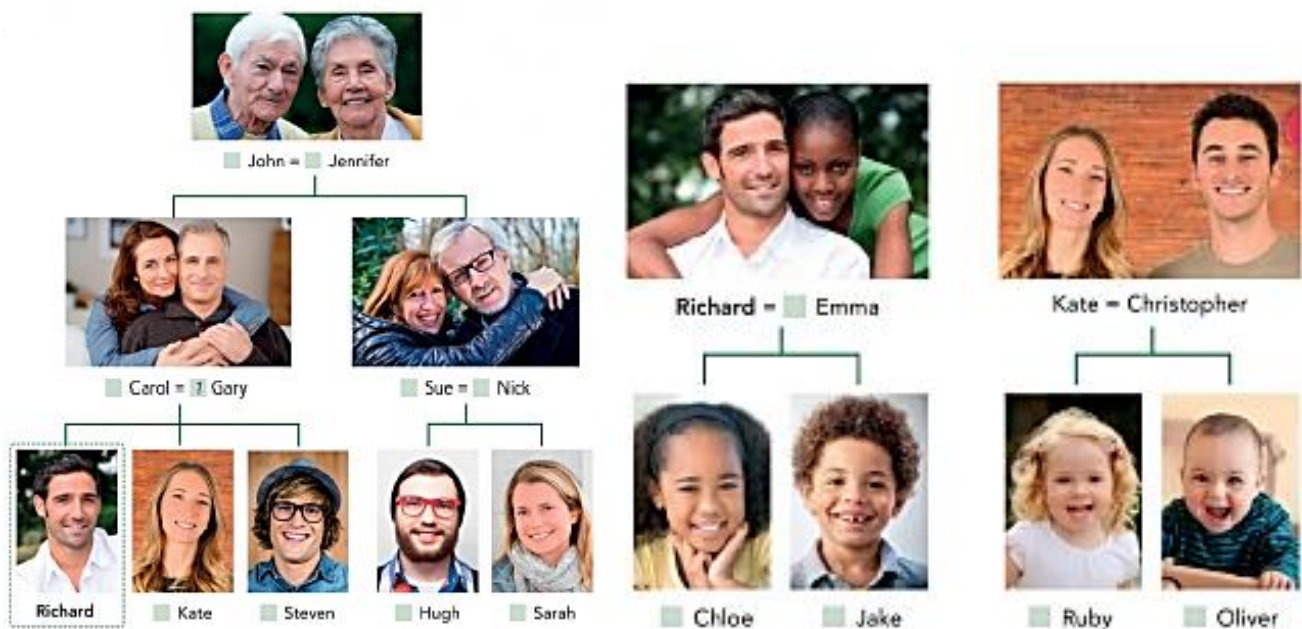 John = Jennifer
Carol = 1 Gary
Sue = Nick
Richard
Kate
Steven
Hugh
Sarah
Richard = Emma
Chloe
Jake
Kate = Christopher
Ruby
Oliver